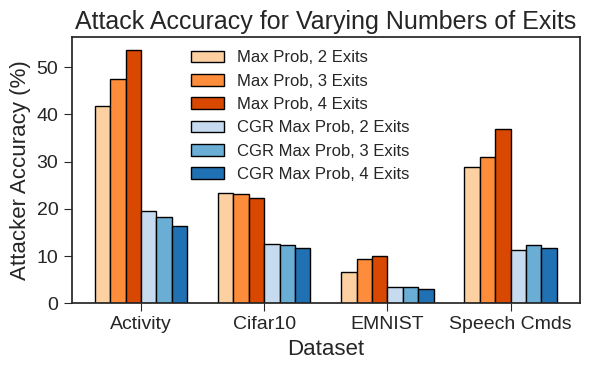 Attack Accuracy for Varying Numbers of Exits
Attacker Accuracy (%)
50
40
30
20
10
0
Max Prob, 2 Exits
Max Prob, 3 Exits
Max Prob, 4 Exits
CGR Max Prob, 2 Exits
CGR Max Prob, 3 Exits
CGR Max Prob, 4 Exits
Activity
Cifar10
EMNIST
Speech Cmds
Dataset